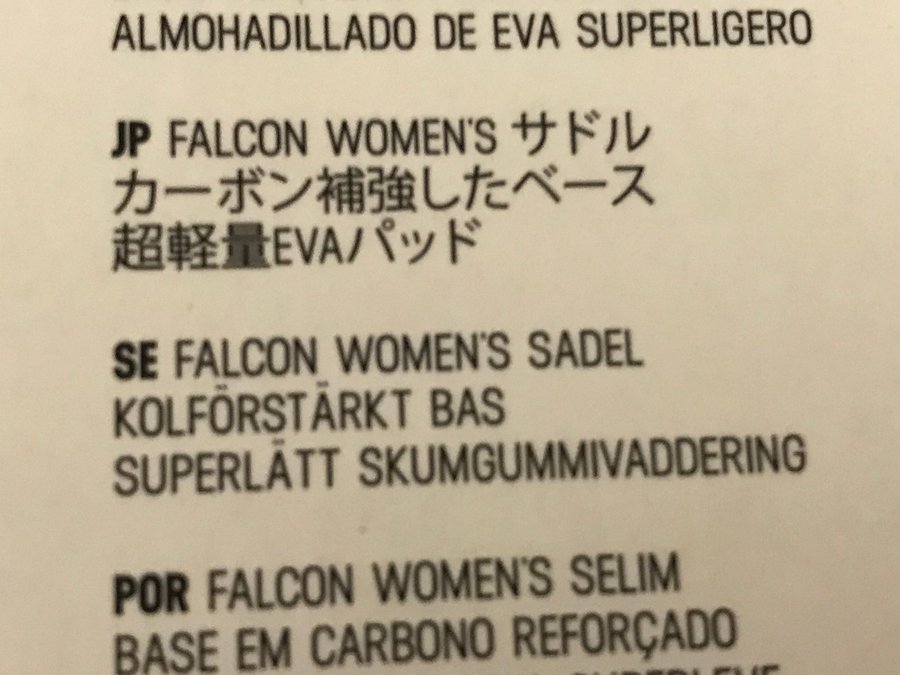 ALMOHADILLADO DE EVA SUPERLIGERO
JP FALCON WOMEN'S サドル
カーボン補強したベース
超軽量EVAパッド
SE FALCON WOMEN'S SADEL
KOLFÖRSTÄRKT BAS
SUPERLÄTT SKUMGUMMIVADDERING
POR FALCON WOMEN'S SELIM
BASE EM CARBONO REFORÇADO
SUPERLEVE